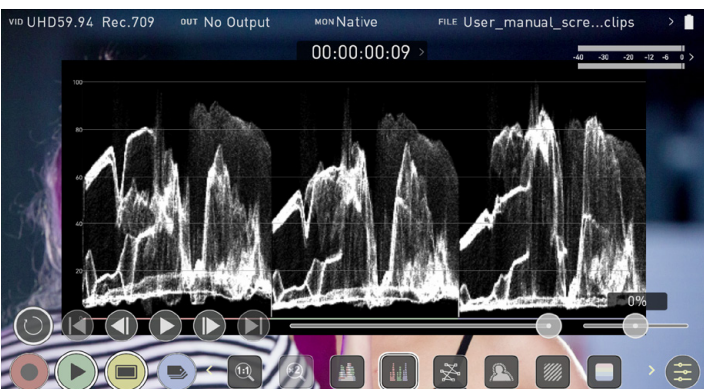 VID UHD59.94 Rec.709 OUT No Output MON Native FILE User_manual_scre...clips >
00:00:00:09 >
-40 -30 -20 -12 -6 0 >
100
80
60
40
20
0%
1:1 x2